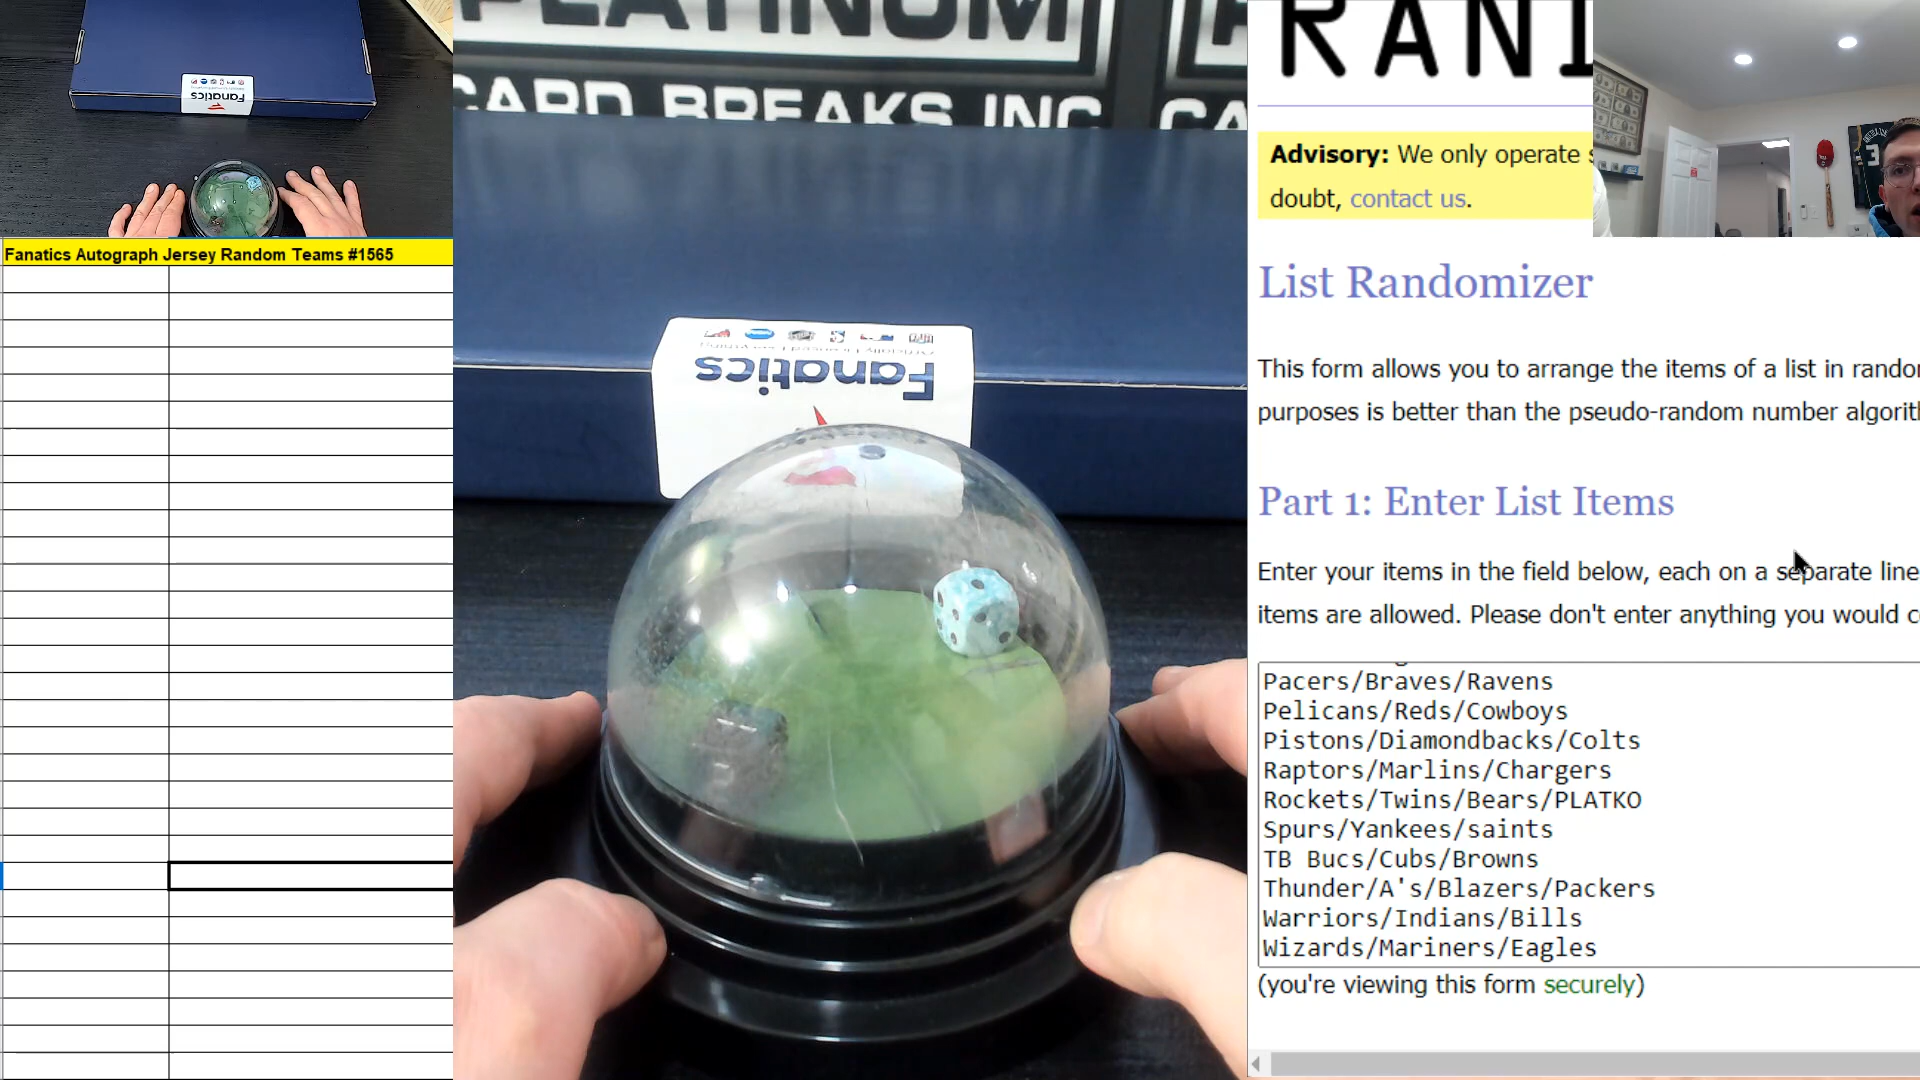 Fanatics
Fanatics Autograph Jersey Random Teams #1565
PLATINUM
CARD BREAKS INC
CA
Fanatics
RAN
Advisory: We only operate s
doubt, contact us.
List Randomizer
This form allows you to arrange the items of a list in rando
purposes is better than the pseudo-random number algorit
Part 1: Enter List Items
Enter your items in the field below, each on a separate line
items are allowed. Please don't enter anything you would c
Pacers/Braves/Ravens
Pelicans/Reds/Cowboys
Pistons/Diamondbacks/Colts
Raptors/Marlins/Chargers
Rockets/Twins/Bears/PLATKO
Spurs/Yankees/saints
TB Bucs/Cubs/Browns
Thunder/A's/Blazers/Packers
Warriors/Indians/Bills
Wizards/Mariners/Eagles
(you're viewing this form securely)